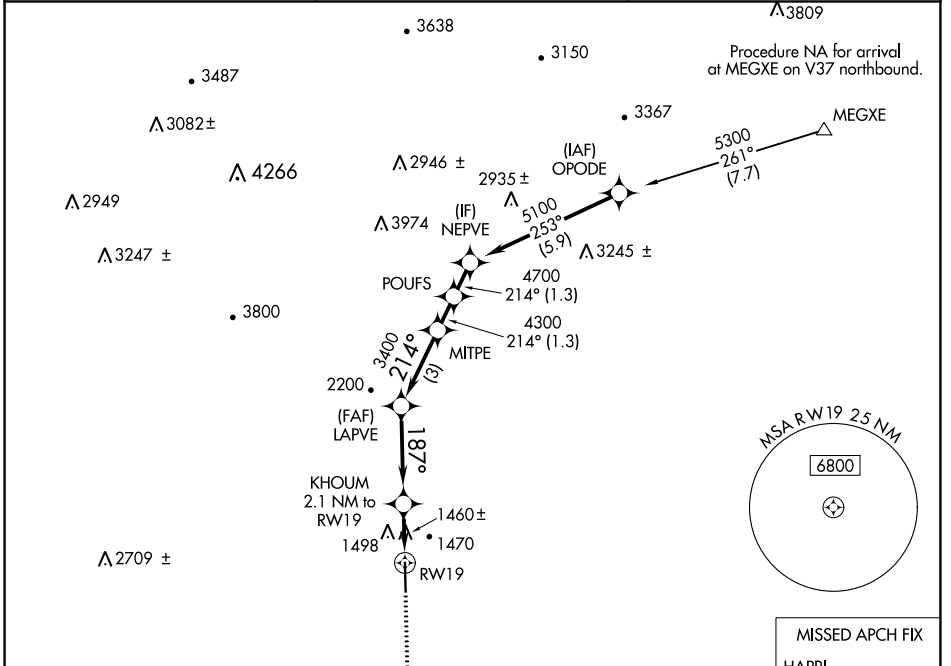 3809
3638
3150
Procedure NA for arrival
at MEGXE on V37 northbound.
3487
3082±
3367
MEGXE
5300
261°
(7.7)
(IAF)
OPODE
4266
2946 ±
2935±
2949
3974
(IF)
NEPVE
5100
253°
(5.9)
3247 ±
3245 ±
POUFS
4700
214° (1.3)
3800
4300
214° (1.3)
MITPE
3400
214°
(3)
2200
(FAF)
LAPVE
187°
MSA RW19 25 NM
6800
KHOUM
2.1 NM to
RW19
1460±
1498
1470
2709 ±
RW19
MISSED APCH FIX